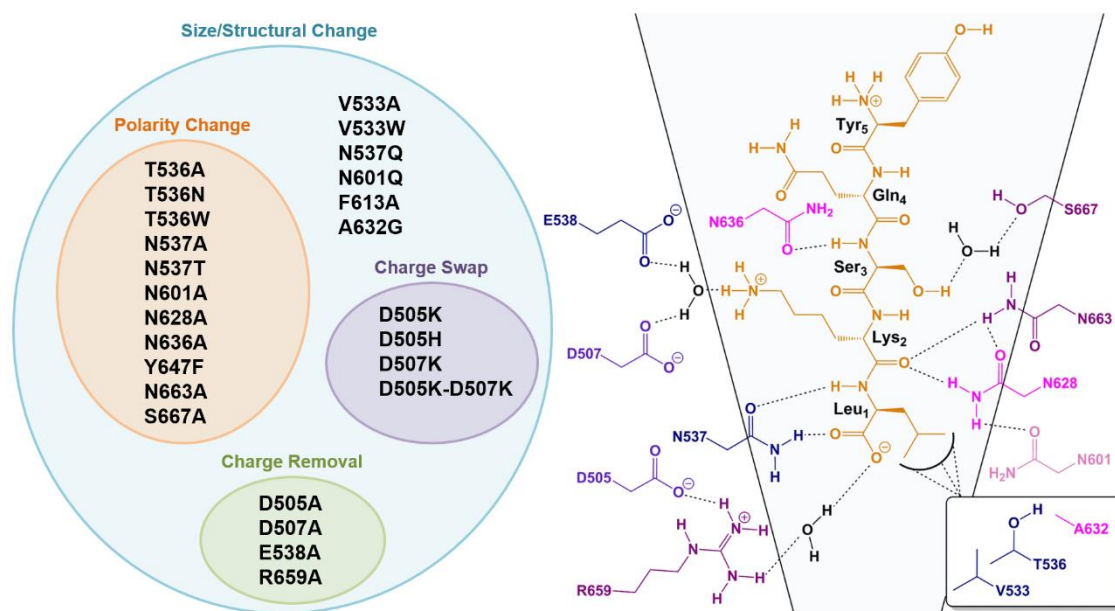 Size/Structural Change
V533A
V533W
N537Q
N601Q
F613A
A632G
Polarity Change
T536A
T536N
T536W
N537A
N537T
N601A
N628A
N636A
Y647F
N663A
S667A
Charge Swap
D505K
D505H
D507K
D505K-D507K
Charge Removal
D505A
D507A
E538A
R659A
O-H
H
H-N-H
⊕
Tyr5
H
H-N
O
O
N-H
Gln4
E538
O
⊖
O
N636
NH2
O
O
H-N
S667
H
O
H
O-H
Ser3
H
O
H
H
H-N-H
⊕
O
N-H
O-H
D507
O
O
⊖
Lys2
O
H
H-N
O
N663
H-N
Leu1
O
N537
N-H
H
O
O
⊖
O
N628
H-N
H
O
N601
H2N
D505
O
O
⊖
R659
H
N
H
⊕
N-H
N-H
H
O-H
H
H
O
A632
T536
V533